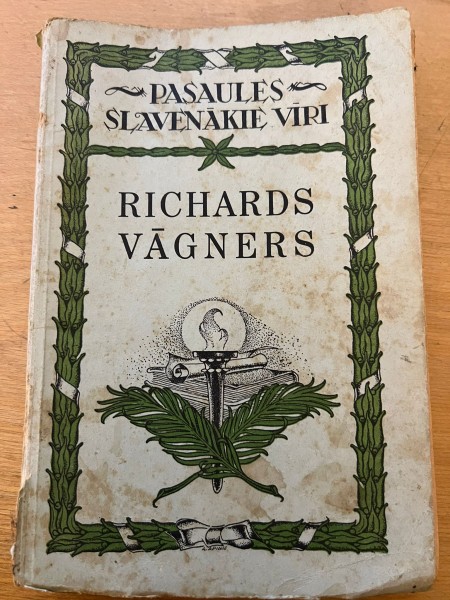 PASAULES
SLAVENĀKIE VĪRI
RICHARDS
VĀGNERS